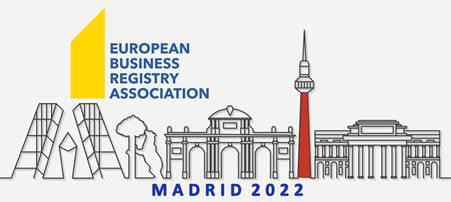 EUROPEAN
BUSINESS
REGISTRY
ASSOCIATION
MADRID 2022